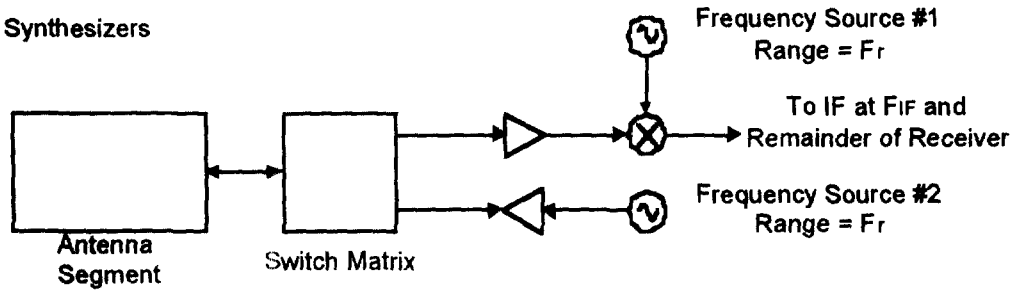 Synthesizers
Frequency Source #1
Range = Fr
To IF at FIF and
Remainder of Receiver
Frequency Source #2
Range = Fr
Antenna
Segment
Switch Matrix